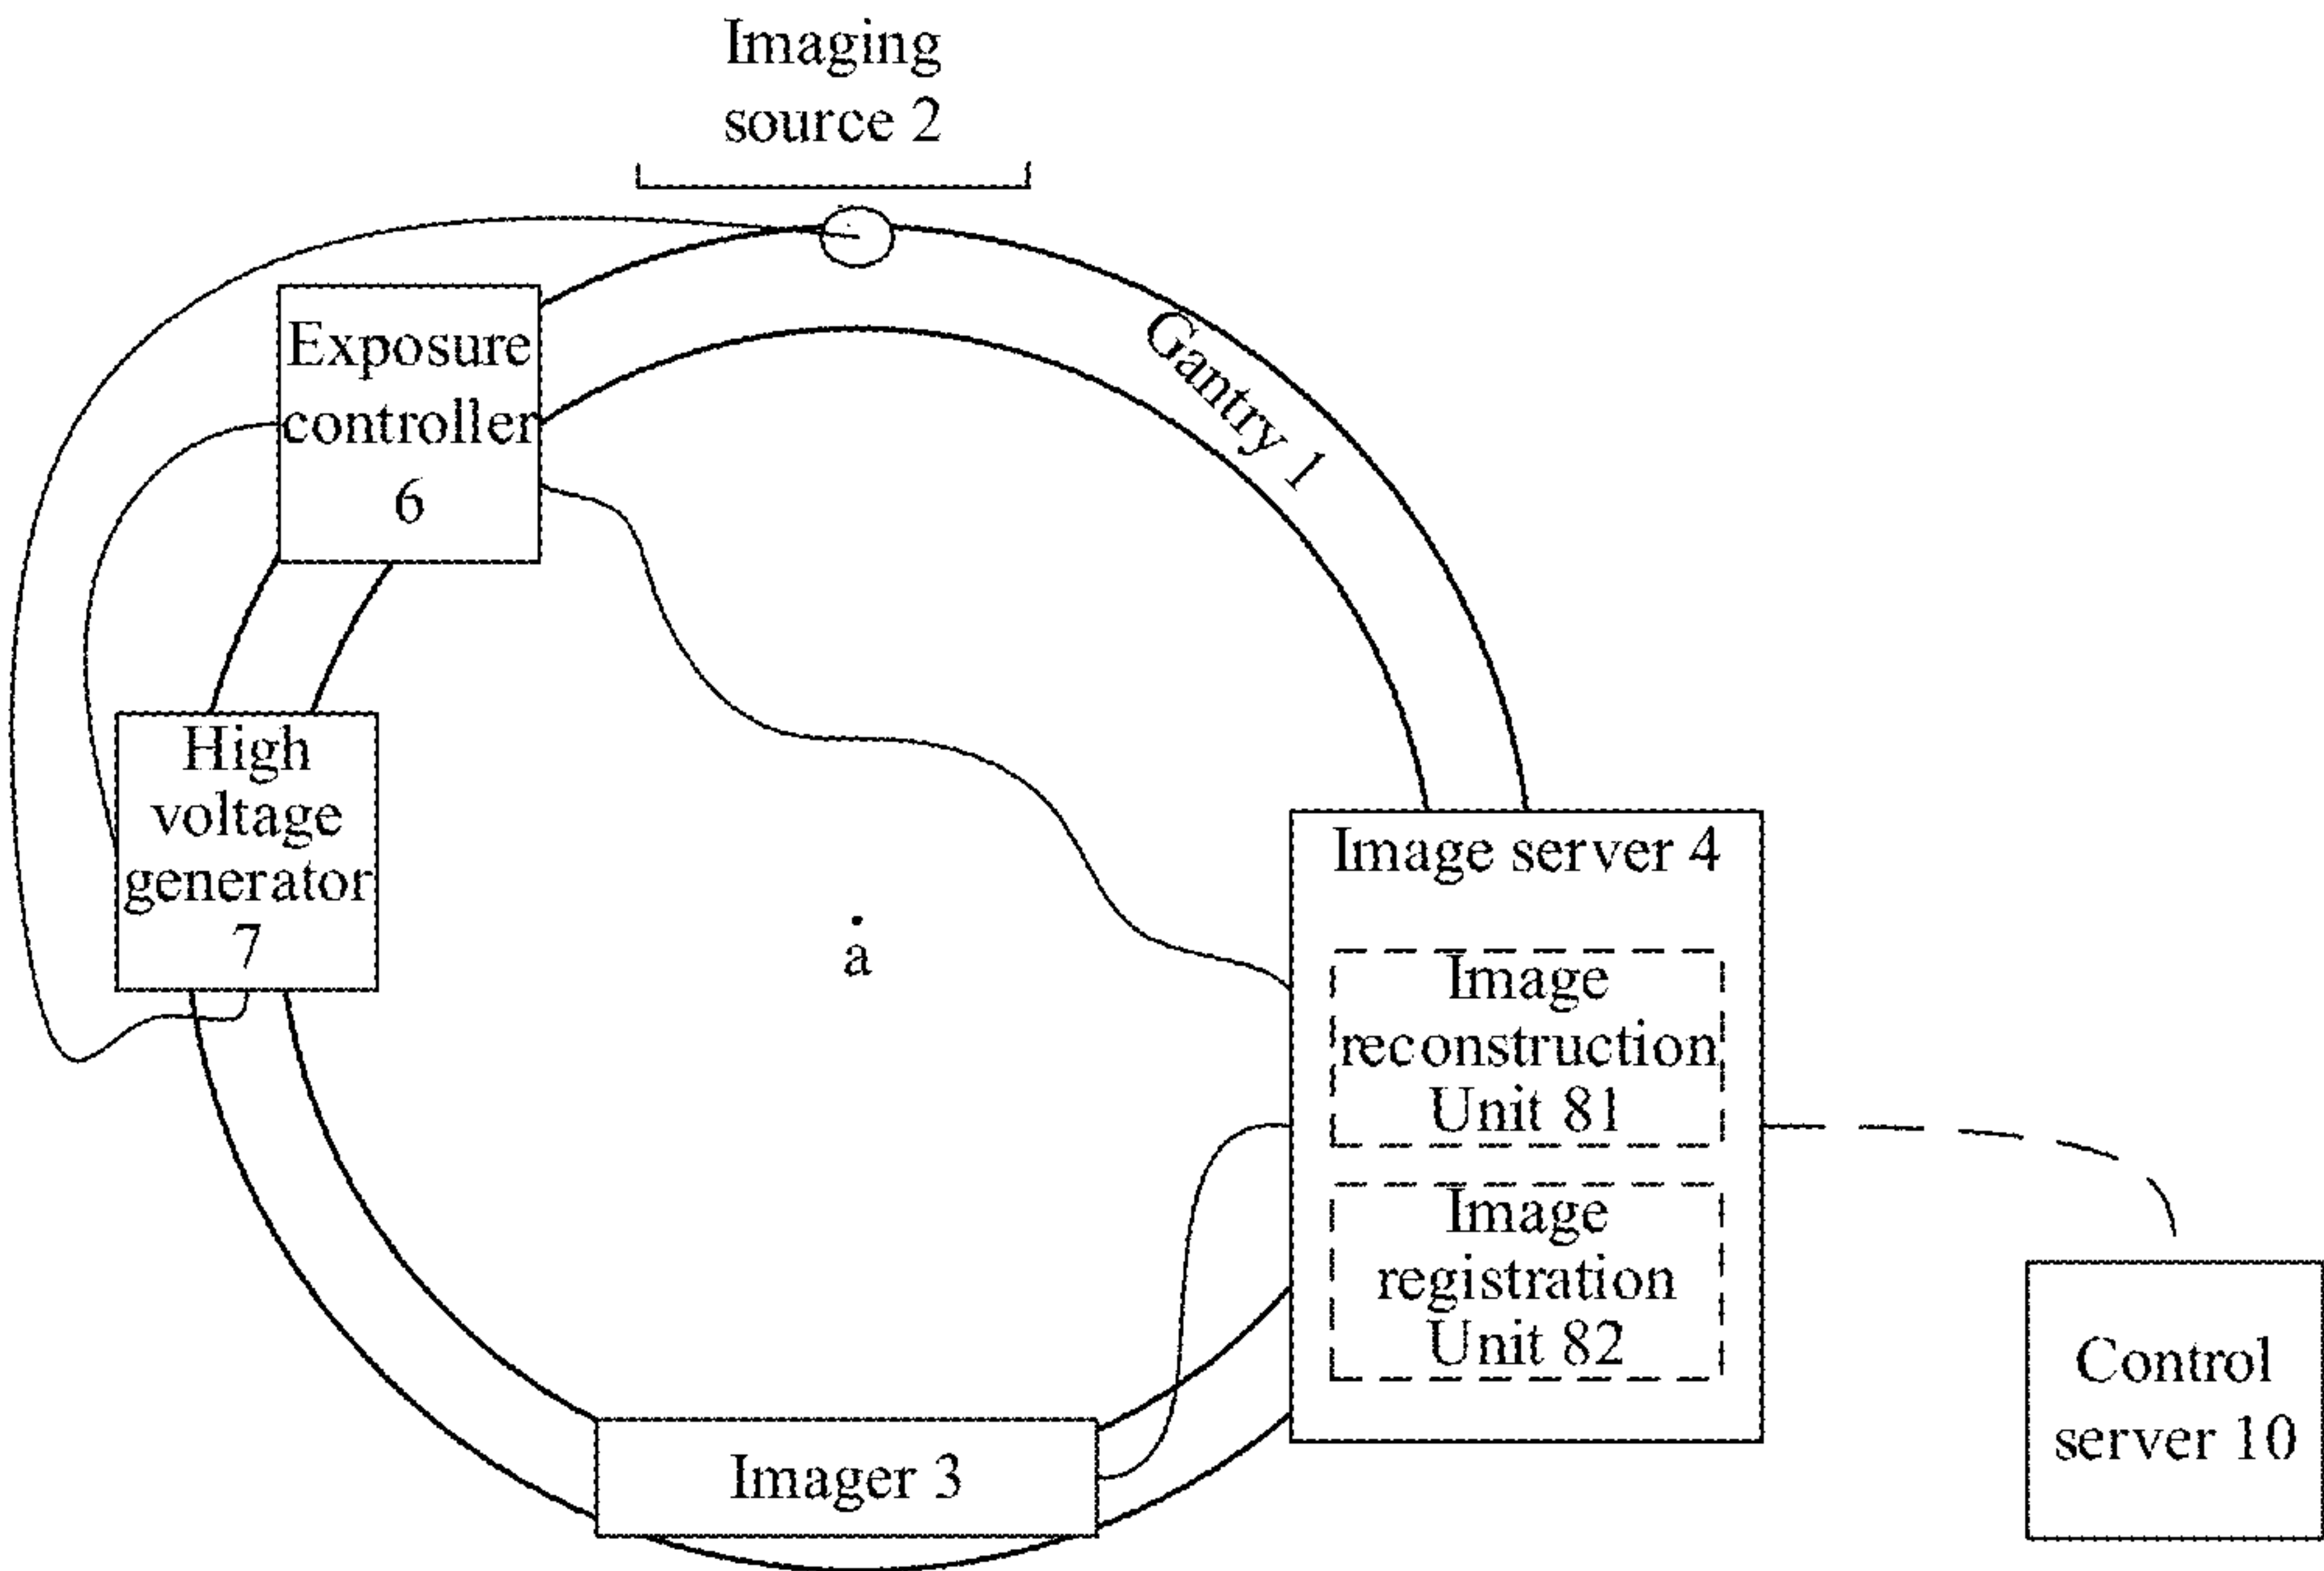 Imaging
source 2
Exposure
controller
6
Gantry 1
High
voltage
generator
7
a
Image server 4
Image
reconstruction
Unit 81
Image
registration
Unit 82
Imager 3
Control
server 10